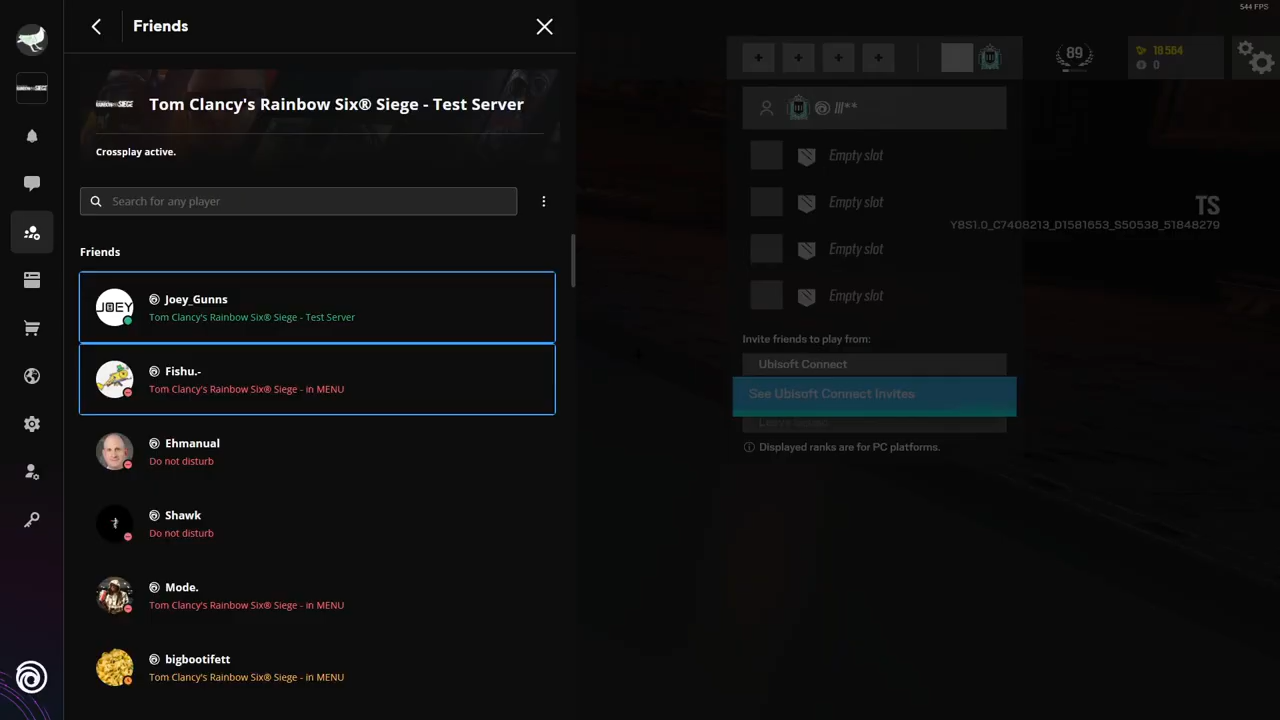 544 FPS
Friends
89
18 564
0
Tom Clancy's Rainbow Six® Siege - Test Server
lll**
Crossplay active.
Empty slot
Search for any player
Empty slot
TS
Y8S1.0_C7408213_D1581653_S50538_51848279
Friends
Empty slot
Joey_Gunns
JOEY
Tom Clancy's Rainbow Six® Siege - Test Server
Empty slot
Invite friends to play from:
Ubisoft Connect
Fishu.-
Tom Clancy's Rainbow Six® Siege - in MENU
See Ubisoft Connect Invites
Displayed ranks are for PC platforms.
Ehmanual
Do not disturb
Shawk
Do not disturb
Mode.
Tom Clancy's Rainbow Six® Siege - in MENU
bigbootifett
Tom Clancy's Rainbow Six® Siege - in MENU